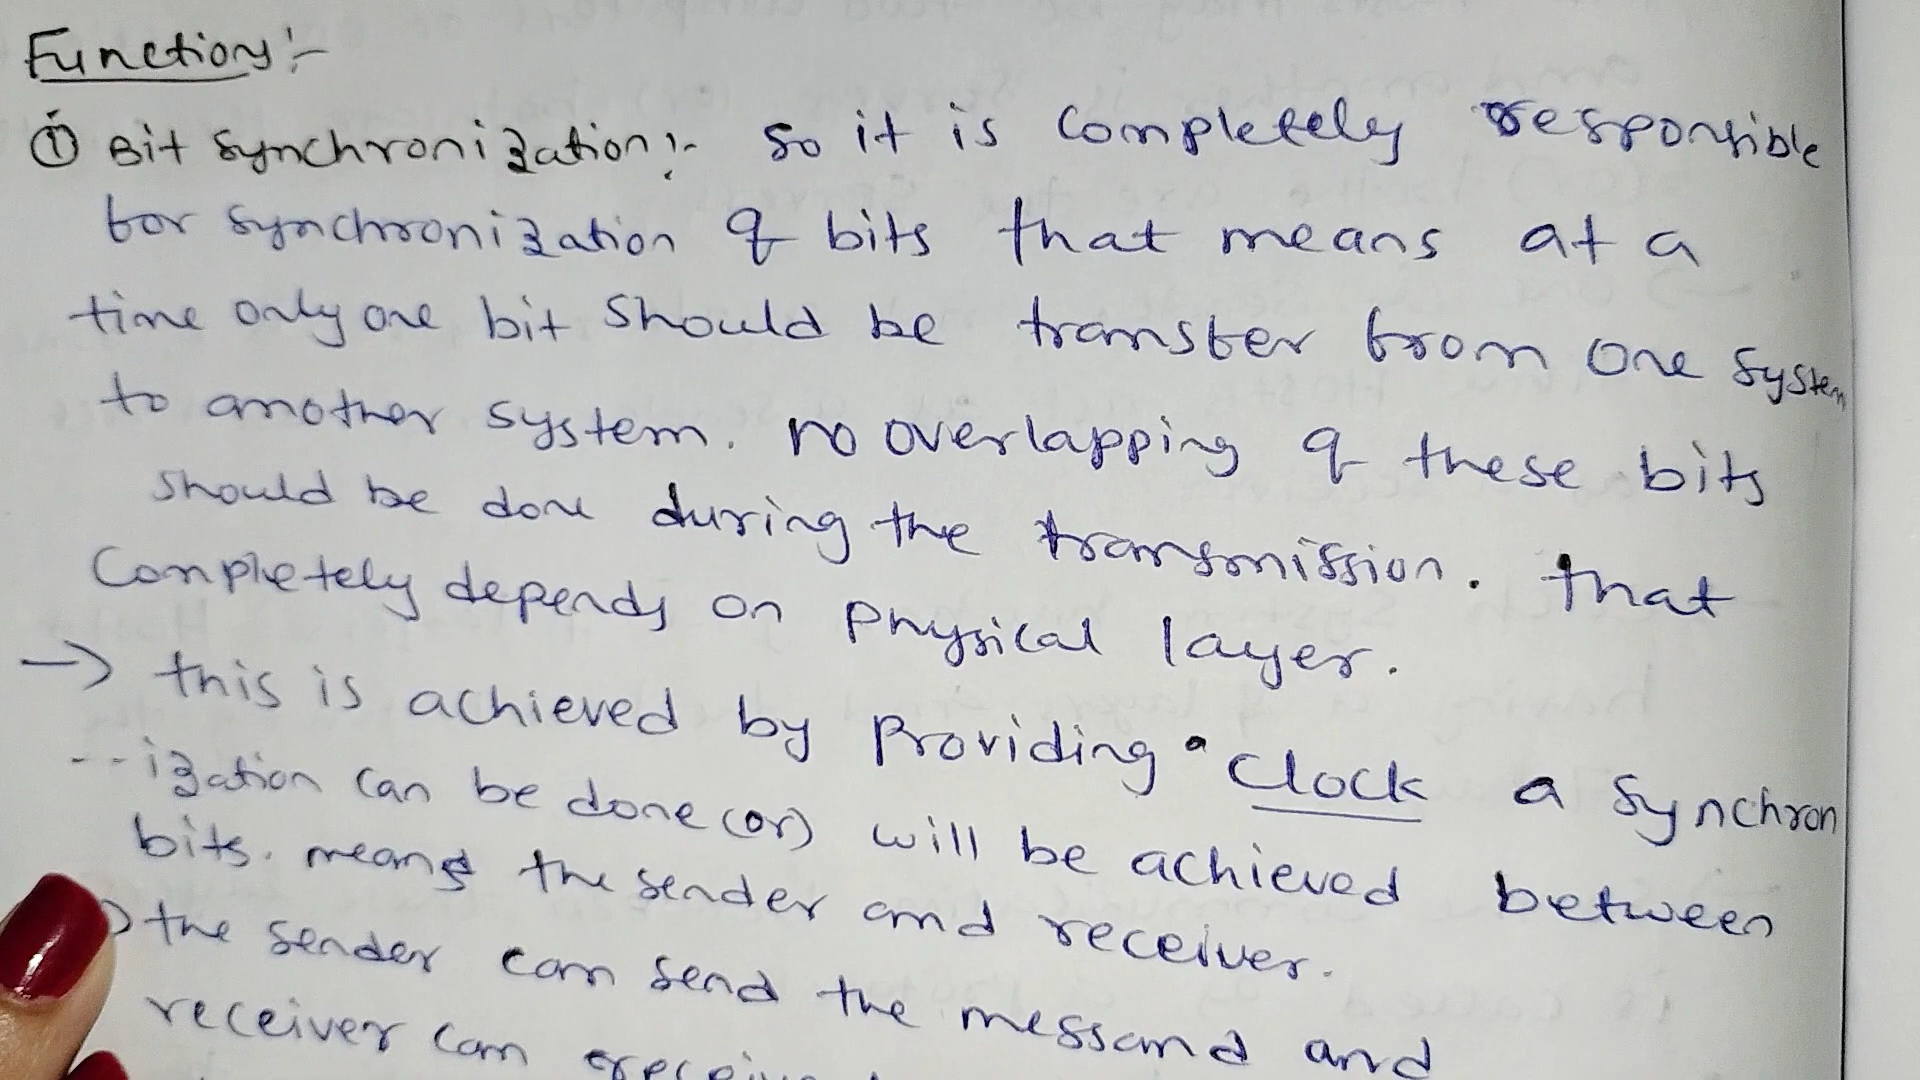 Functions:-
① Bit Synchronization:- So it is Completely responsible
for Synchronization of bits that means at a
time only one bit Should be transfer from one System
to another system. no overlapping of these bits
should be done during the transmission. that
Completely depends on Physical layer.
-> this is achieved by Providing a Clock a Synchron
--ization can be done (or) will be achieved between
bits. means the sender and receiver.
the sender can send the messand and
receiver can